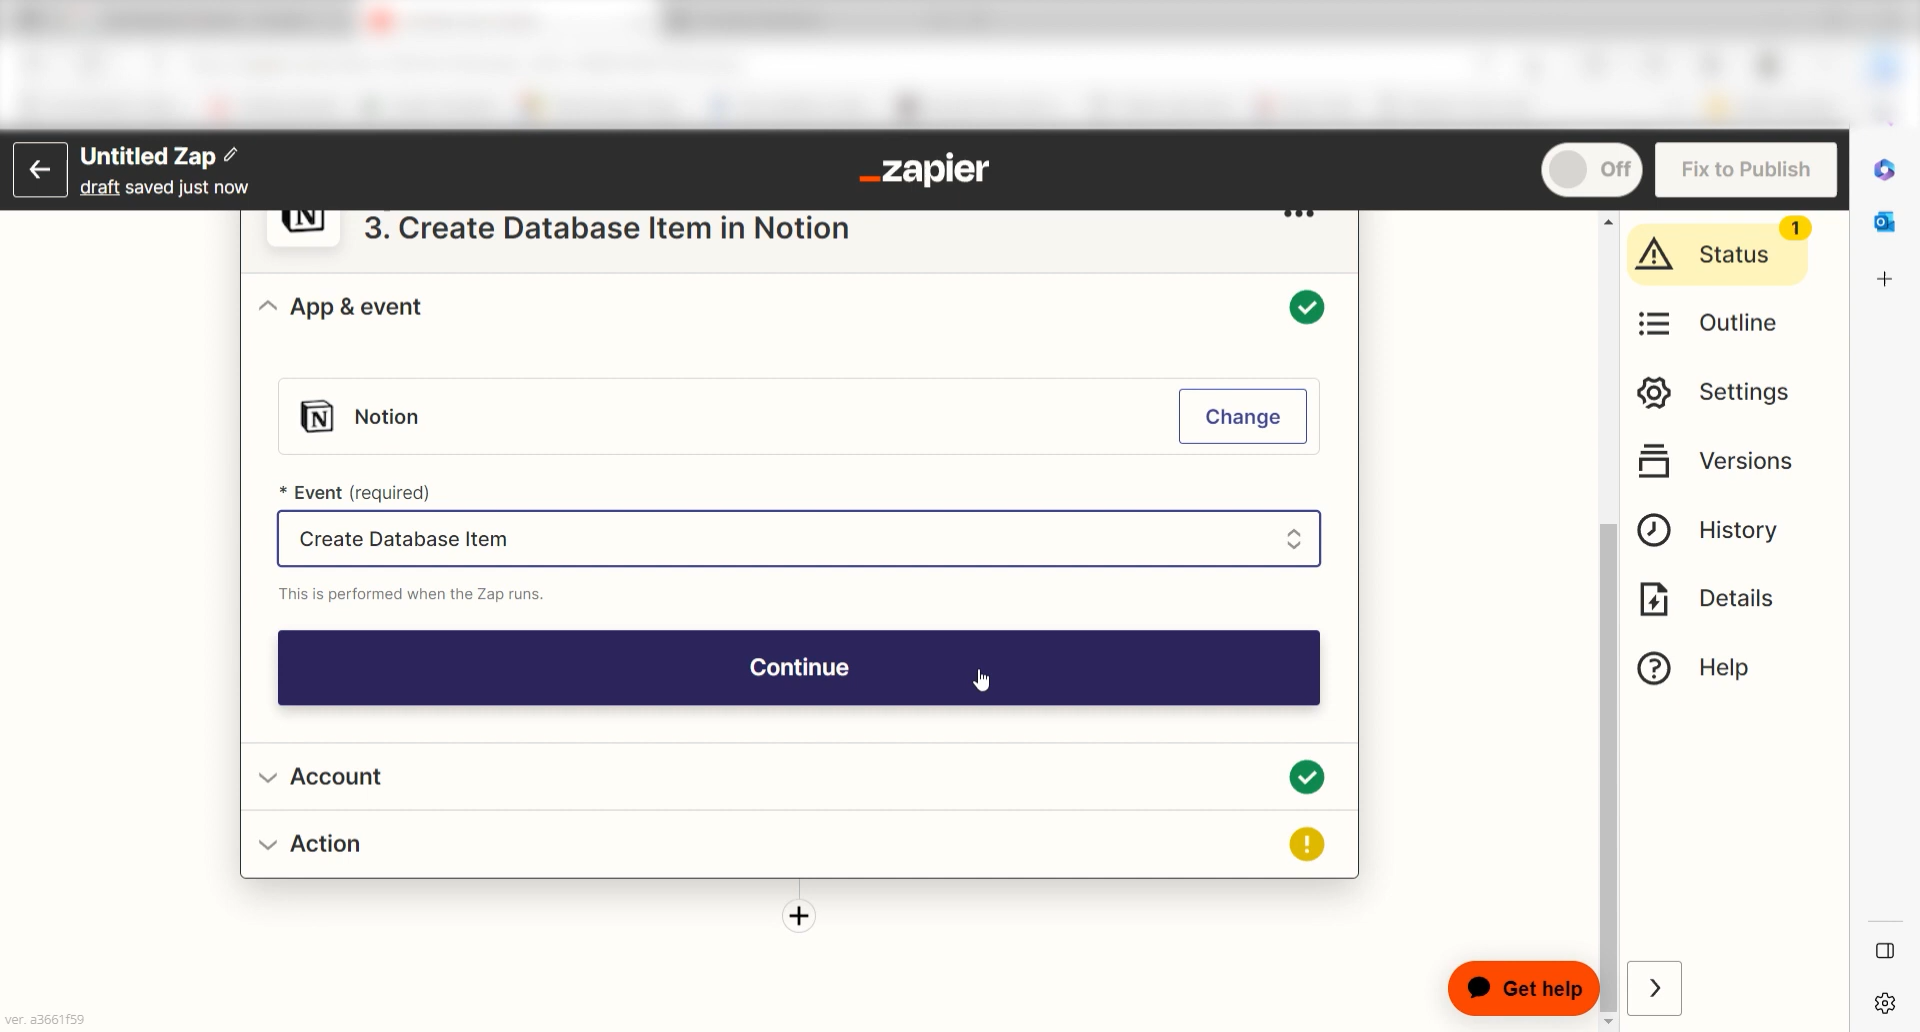 Untitled Zap
draft saved just now
zapier
Off
Fix to Publish
3. Create Database Item in Notion
App & event
Notion
Change
* Event (required)
Create Database Item
This is performed when the Zap runs.
Continue
Account
Action
1
Status
Outline
Settings
Versions
History
Details
Help
Get help
ver. a3661f59